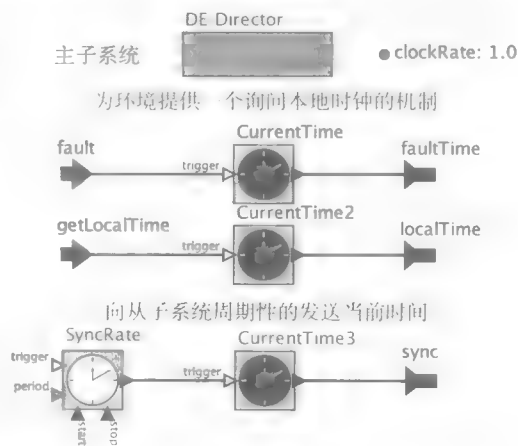 DE Director
主子系统
clockRate: 1.0
为环境提供一个询问本地时钟的机制
CurrentTime
fault
trigger
faultTime
CurrentTime2
getLocalTime
trigger
localTime
向从子系统周期性的发送当前时间
SyncRate
CurrentTime3
trigger
period
trigger
sync
start
stop